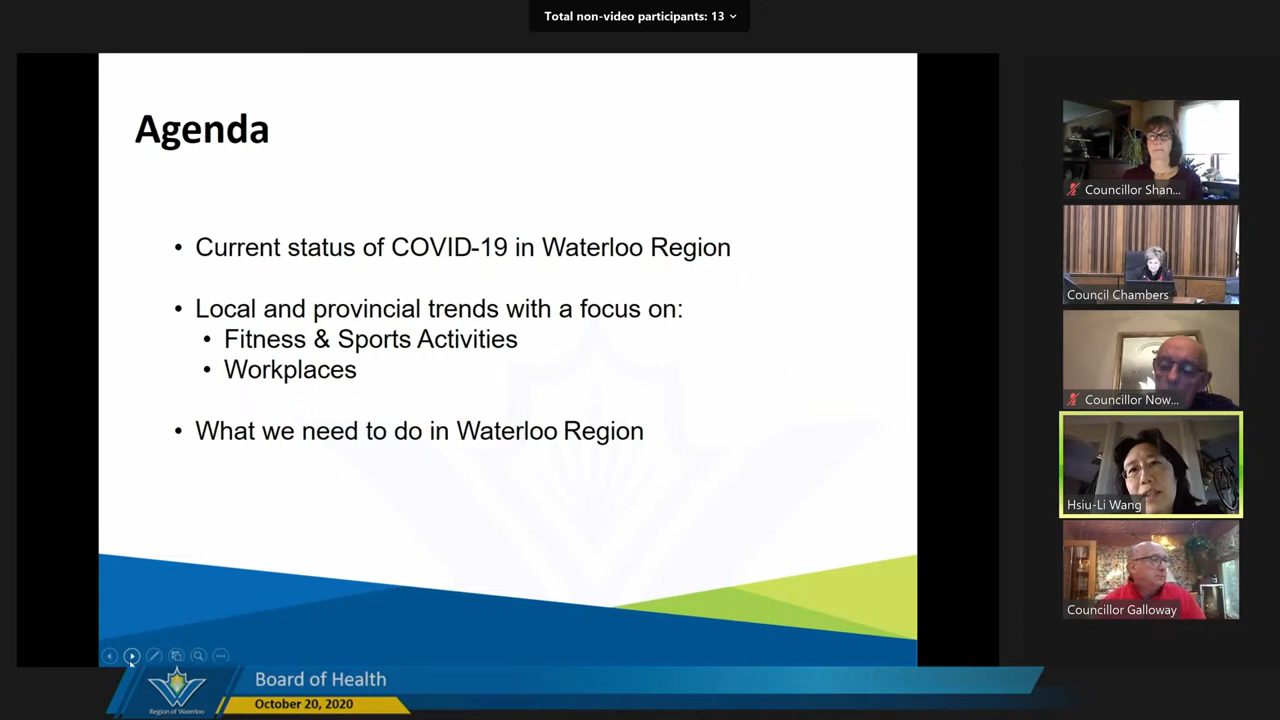 Total non-video participants: 13
Agenda
• Current status of COVID-19 in Waterloo Region
• Local and provincial trends with a focus on:
• Fitness & Sports Activities
• Workplaces
• What we need to do in Waterloo Region
Councillor Shan...
Council Chambers
Councillor Now...
Hsiu-Li Wang
Councillor Galloway
Board of Health
October 20, 2020
Region of Waterloo